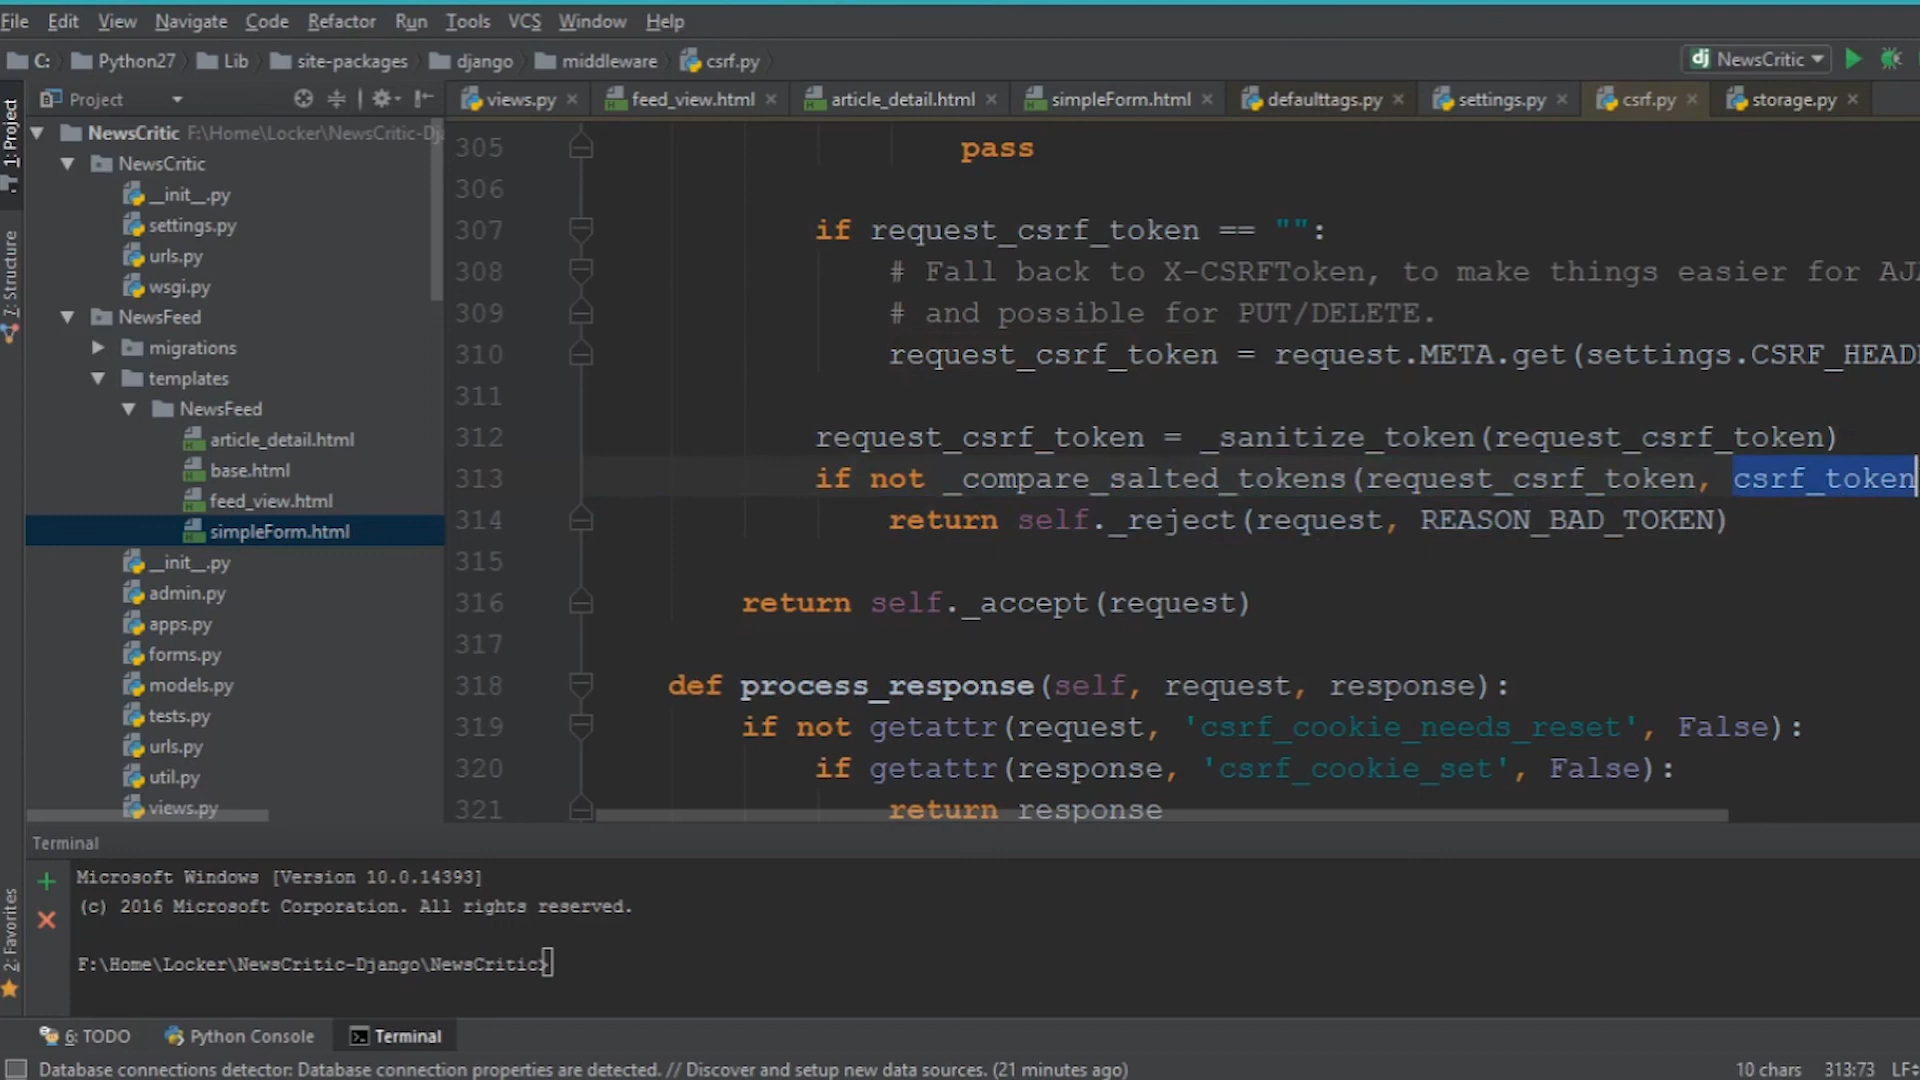 File Edit View Navigate Code Refactor Run Tools VCS Window Help
C: Python27 Lib site-packages django middleware csrf.py NewsCritic
Project views.py feed_view.html article_detail.html simpleForm.html defaulttags.py settings.py csrf.py storage.py
1: Project
7: Structure
2: Favorites
NewsCritic F:\Home\Locker\NewsCritic-Dj
NewsCritic
__init__.py
settings.py
urls.py
wsgi.py
NewsFeed
migrations
templates
NewsFeed
article_detail.html
base.html
feed_view.html
simpleForm.html
__init__.py
admin.py
apps.py
forms.py
models.py
tests.py
urls.py
util.py
views.py
305 pass
306
307 if request_csrf_token == "":
308 # Fall back to X-CSRFToken, to make things easier for AJ
309 # and possible for PUT/DELETE.
310 request_csrf_token = request.META.get(settings.CSRF_HEAD
311
312 request_csrf_token = _sanitize_token(request_csrf_token)
313 if not _compare_salted_tokens(request_csrf_token, csrf_token
314 return self._reject(request, REASON_BAD_TOKEN)
315
316 return self._accept(request)
317
318 def process_response(self, request, response):
319 if not getattr(request, 'csrf_cookie_needs_reset', False):
320 if getattr(response, 'csrf_cookie_set', False):
321 return response
Terminal
Microsoft Windows [Version 10.0.14393]
(c) 2016 Microsoft Corporation. All rights reserved.
F:\Home\Locker\NewsCritic-Django\NewsCritic>
6: TODO Python Console Terminal
Database connections detector: Database connection properties are detected. // Discover and setup new data sources. (21 minutes ago) 10 chars 313:73 LF